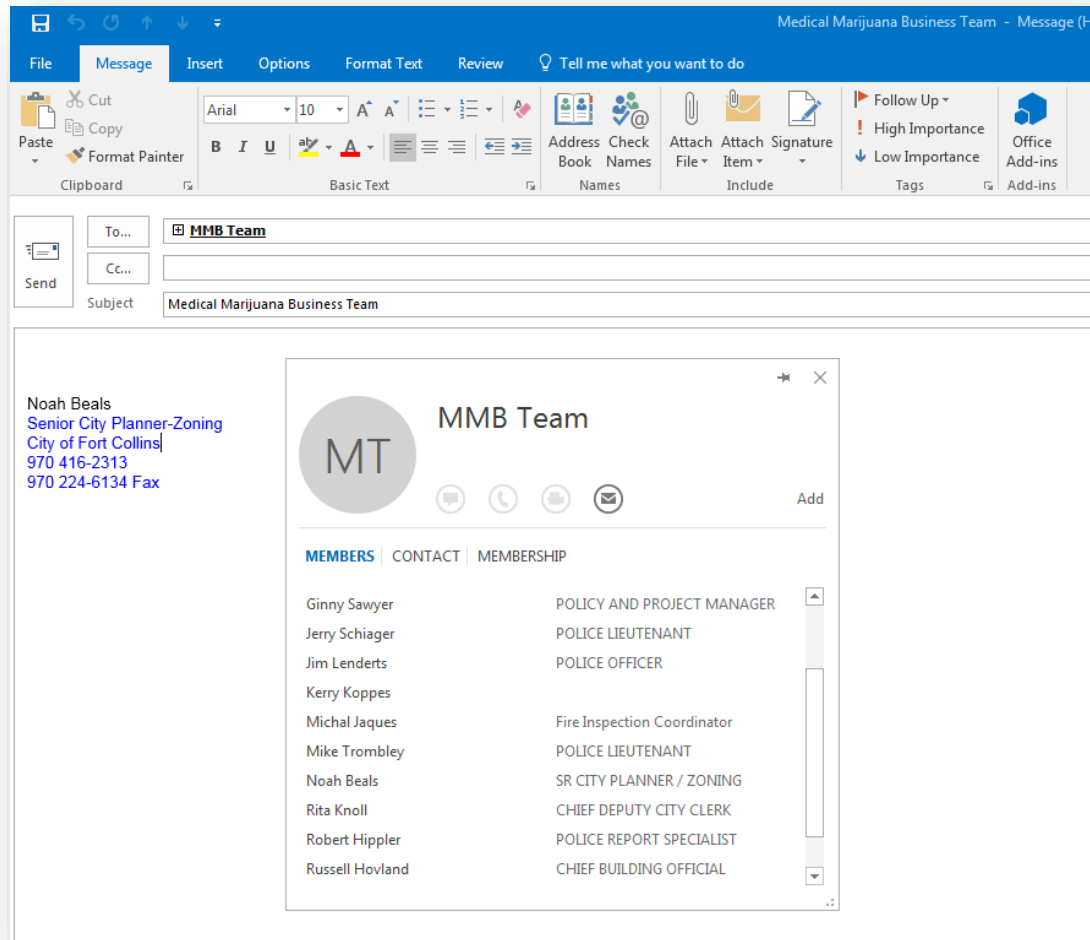 Medical Marijuana Business Team - Message (H
File Message Insert Options Format Text Review Tell me what you want to do
Paste
Cut
Copy
Format Painter
Clipboard
Arial 10
B I U
Basic Text
Address Book
Check Names
Names
Attach File
Attach Item
Signature
Include
Follow Up
High Importance
Low Importance
Tags
Office Add-ins
Add-ins
Send
To... MMB Team
Cc...
Subject Medical Marijuana Business Team
Noah Beals
Senior City Planner-Zoning
City of Fort Collins
970 416-2313
970 224-6134 Fax
MT
MMB Team
Add
MEMBERS CONTACT MEMBERSHIP
Ginny Sawyer POLICY AND PROJECT MANAGER
Jerry Schiager POLICE LIEUTENANT
Jim Lenderts POLICE OFFICER
Kerry Koppes
Michal Jaques Fire Inspection Coordinator
Mike Trombley POLICE LIEUTENANT
Noah Beals SR CITY PLANNER / ZONING
Rita Knoll CHIEF DEPUTY CITY CLERK
Robert Hippler POLICE REPORT SPECIALIST
Russell Hovland CHIEF BUILDING OFFICIAL